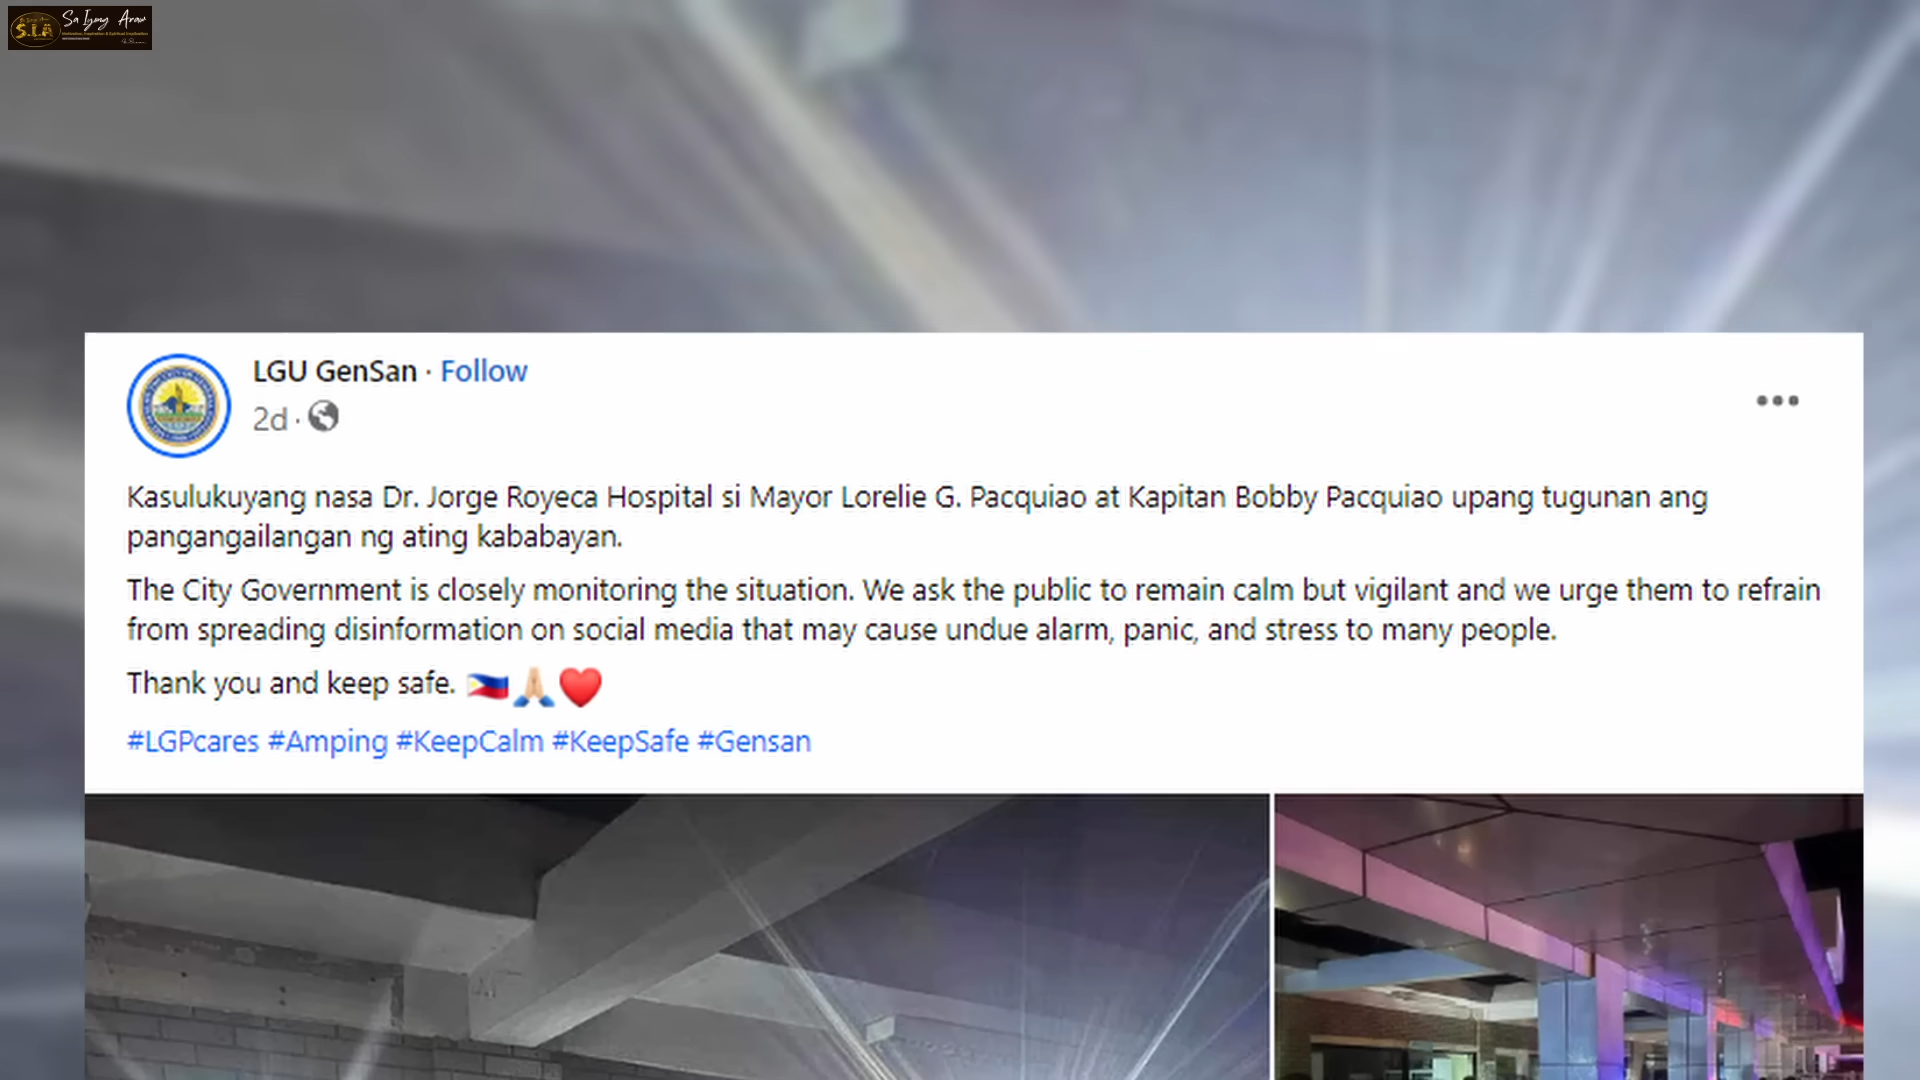 S.I.A
Sa Iyong Araw
LGU GenSan · Follow
2d ·
Kasulukuyang nasa Dr. Jorge Royeca Hospital si Mayor Lorelie G. Pacquiao at Kapitan Bobby Pacquiao upang tugunan ang
pangangailangan ng ating kababayan.
The City Government is closely monitoring the situation. We ask the public to remain calm but vigilant and we urge them to refrain
from spreading disinformation on social media that may cause undue alarm, panic, and stress to many people.
Thank you and keep safe. 🇵🇭🙏🏼❤️
#LGPcares #Amping #KeepCalm #KeepSafe #Gensan